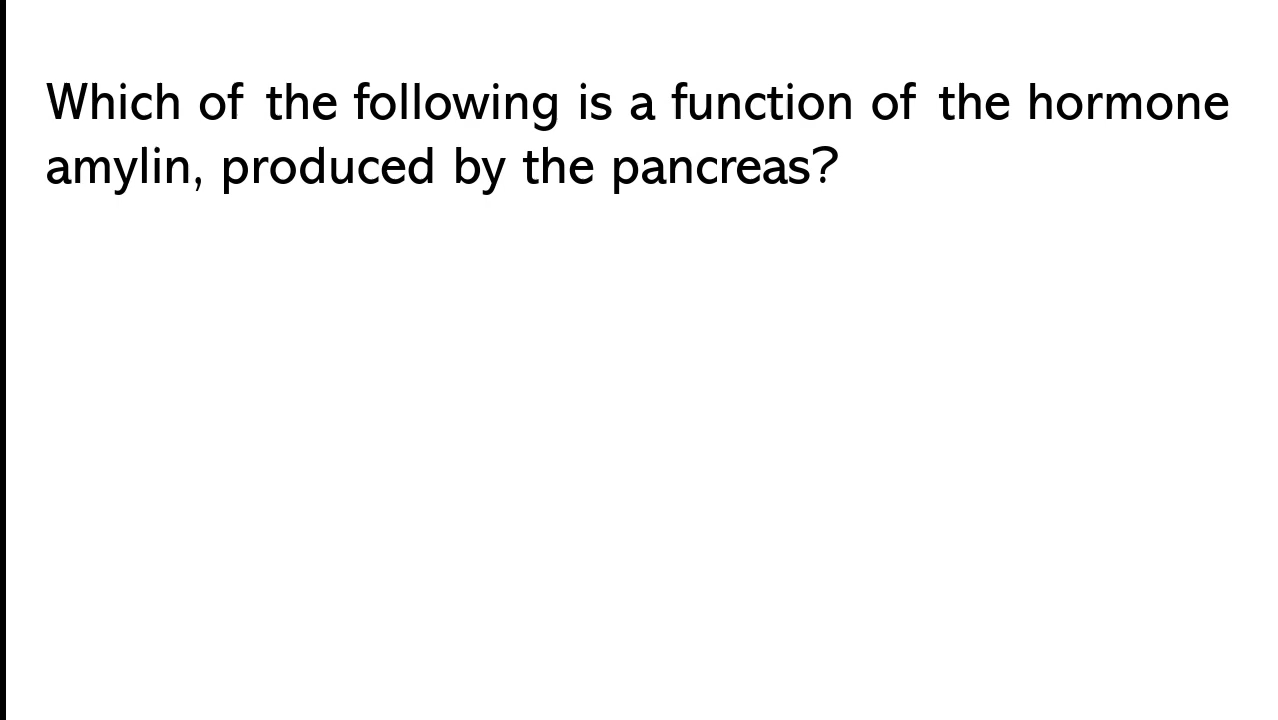 Which of the following is a function of the hormone
amylin, produced by the pancreas?